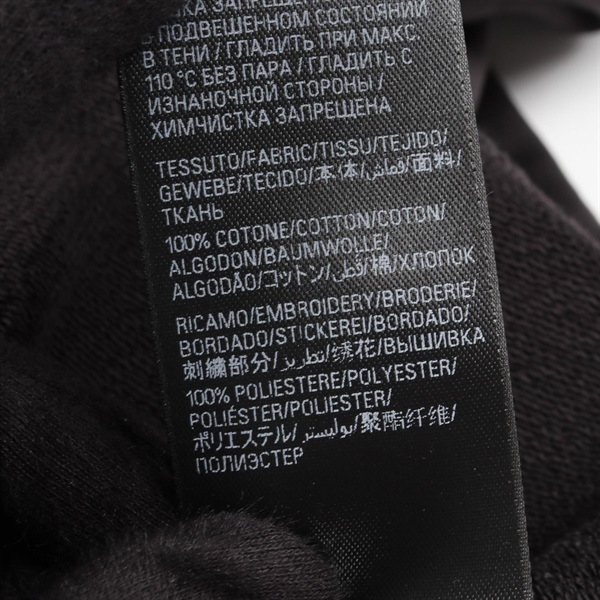 СКА ЗАПРЕЩЕН
В ПОДВЕШЕННОМ СОСТОЯНИИ
В ТЕНИ / ГЛАДИТЬ ПРИ МАКС.
110 °C БЕЗ ПАРА / ГЛАДИТЬ С
ИЗНАНОЧНОЙ СТОРОНЫ /
ХИМЧИСТКА ЗАПРЕЩЕНА
TESSUTO/FABRIC/TISSU/TEJIDO/
GEWEBE/TECIDO/本体/قماش/面料/
ТКАНЬ
100% COTONE/COTTON/COTON/
ALGODON/BAUMWOLLE/
ALGODÃO/コットン/قطن/棉/ХЛОПОК
RICAMO/EMBROIDERY/BRODERIE/
BORDADO/STICKEREI/BORDADO/
刺繍部分/تطريز/绣花/ВЫШИВКА
100% POLIESTERE/POLYESTER/
POLIÉSTER/POLIESTER/
ポリエステル/بوليستر/聚酯纤维/
ПОЛИЭСТЕР